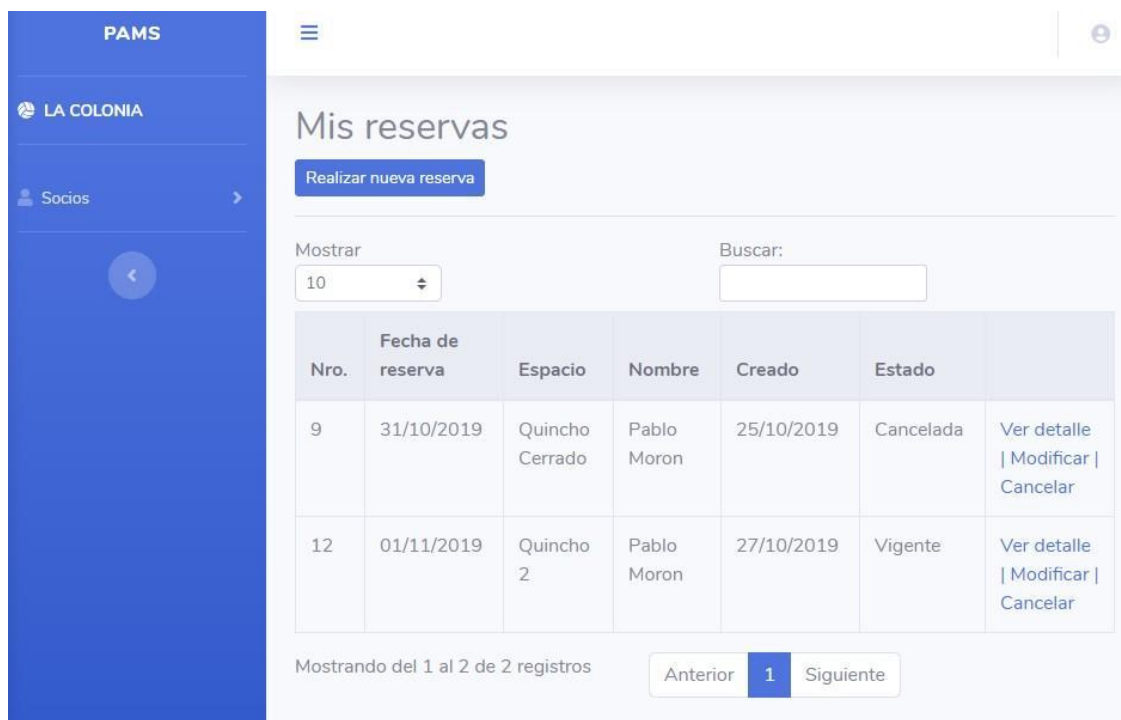 PAMS
LA COLONIA
Socios
Mis reservas
Realizar nueva reserva
Mostrar
10
Buscar:
Nro. Fecha de reserva Espacio Nombre Creado Estado
9 31/10/2019 Quincho Cerrado Pablo Moron 25/10/2019 Cancelada Ver detalle | Modificar | Cancelar
12 01/11/2019 Quincho 2 Pablo Moron 27/10/2019 Vigente Ver detalle | Modificar | Cancelar
Mostrando del 1 al 2 de 2 registros
Anterior 1 Siguiente